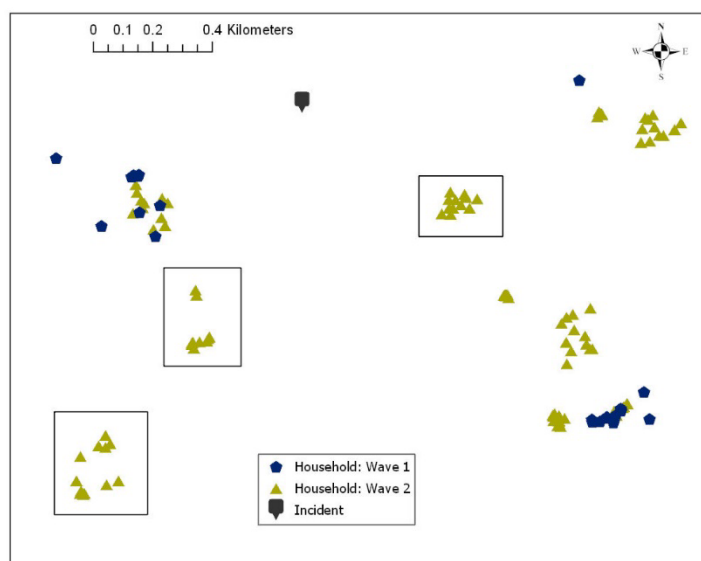 0 0.1 0.2 0.4 Kilometers
N
W E
S
Household: Wave 1
Household: Wave 2
Incident